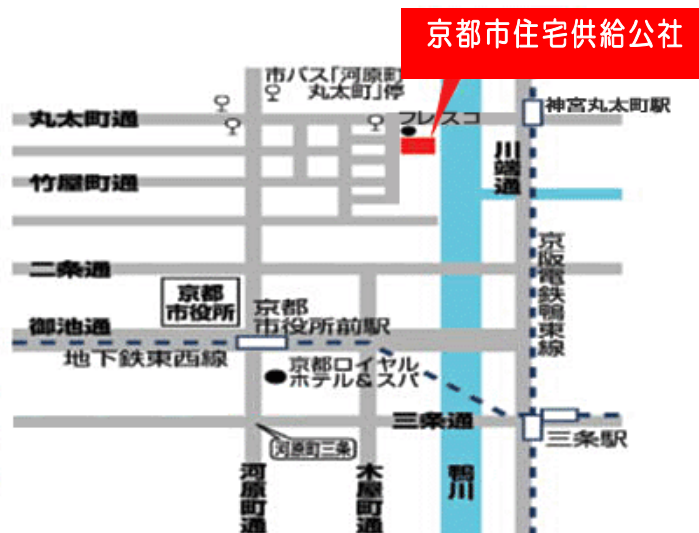 京都市住宅供給公社
市バス「河原町
丸太町」停
神宮丸太町駅
丸太町通
フレスコ
川端通
竹屋町通
京阪電鉄鴨東線
二条通
京都
市役所
京都
市役所前駅
御池通
地下鉄東西線
京都ロイヤル
ホテル&スパ
三条通
三条駅
河原町三条
河原町通
木屋町通
鴨川